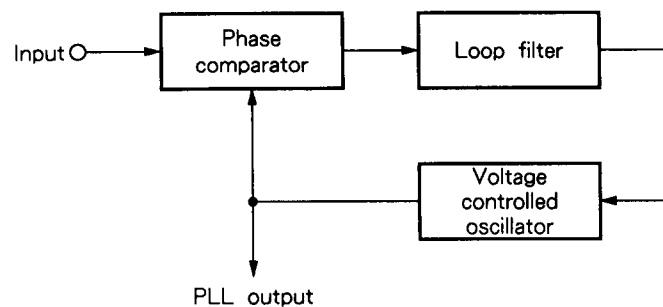 Input
Phase
comparator
Loop filter
Voltage
controlled
oscillator
PLL output